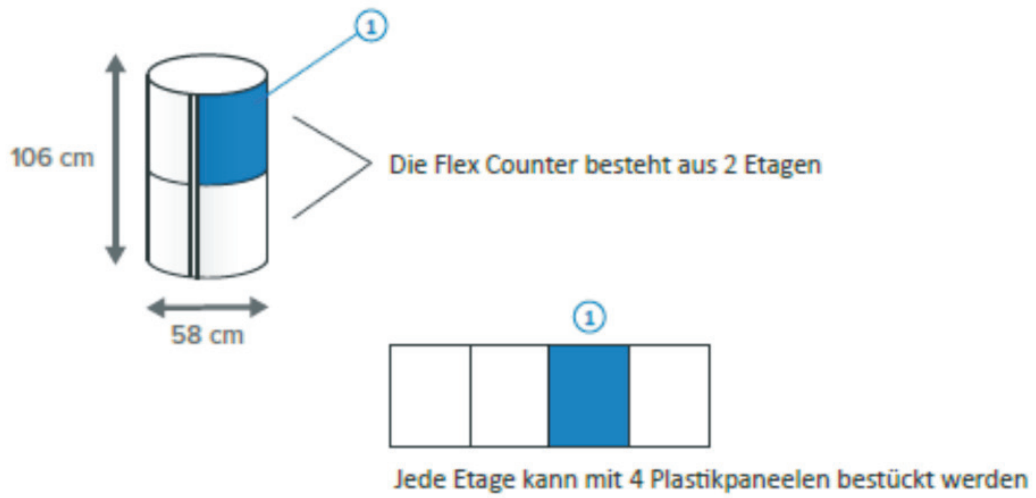 1
106 cm
Die Flex Counter besteht aus 2 Etagen
58 cm
1
Jede Etage kann mit 4 Plastikpaneelen bestückt werden